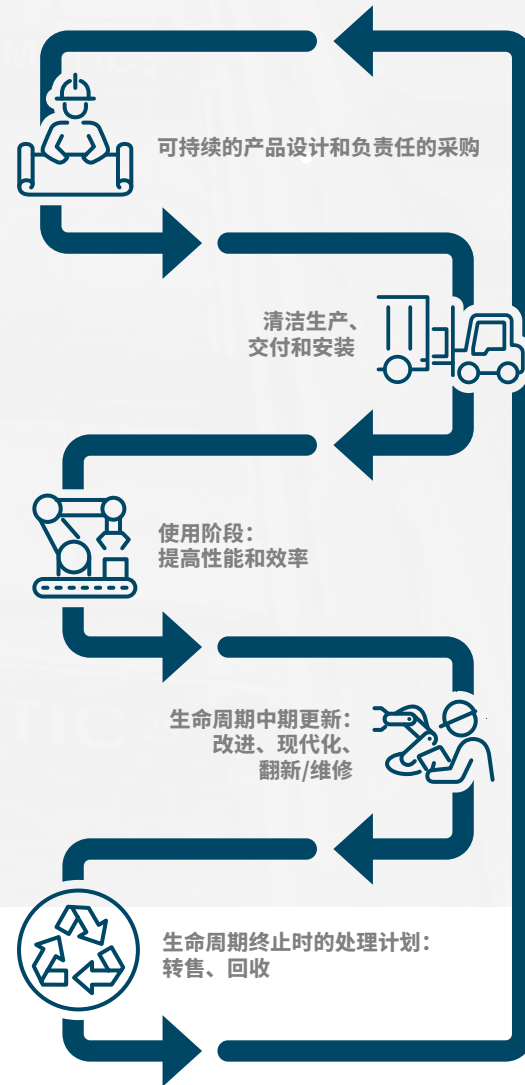 可持续的产品设计和负责任的采购
清洁生产、
交付和安装
使用阶段：
提高性能和效率
生命周期中期更新：
改进、现代化、
翻新/维修
生命周期终止时的处理计划：
转售、回收